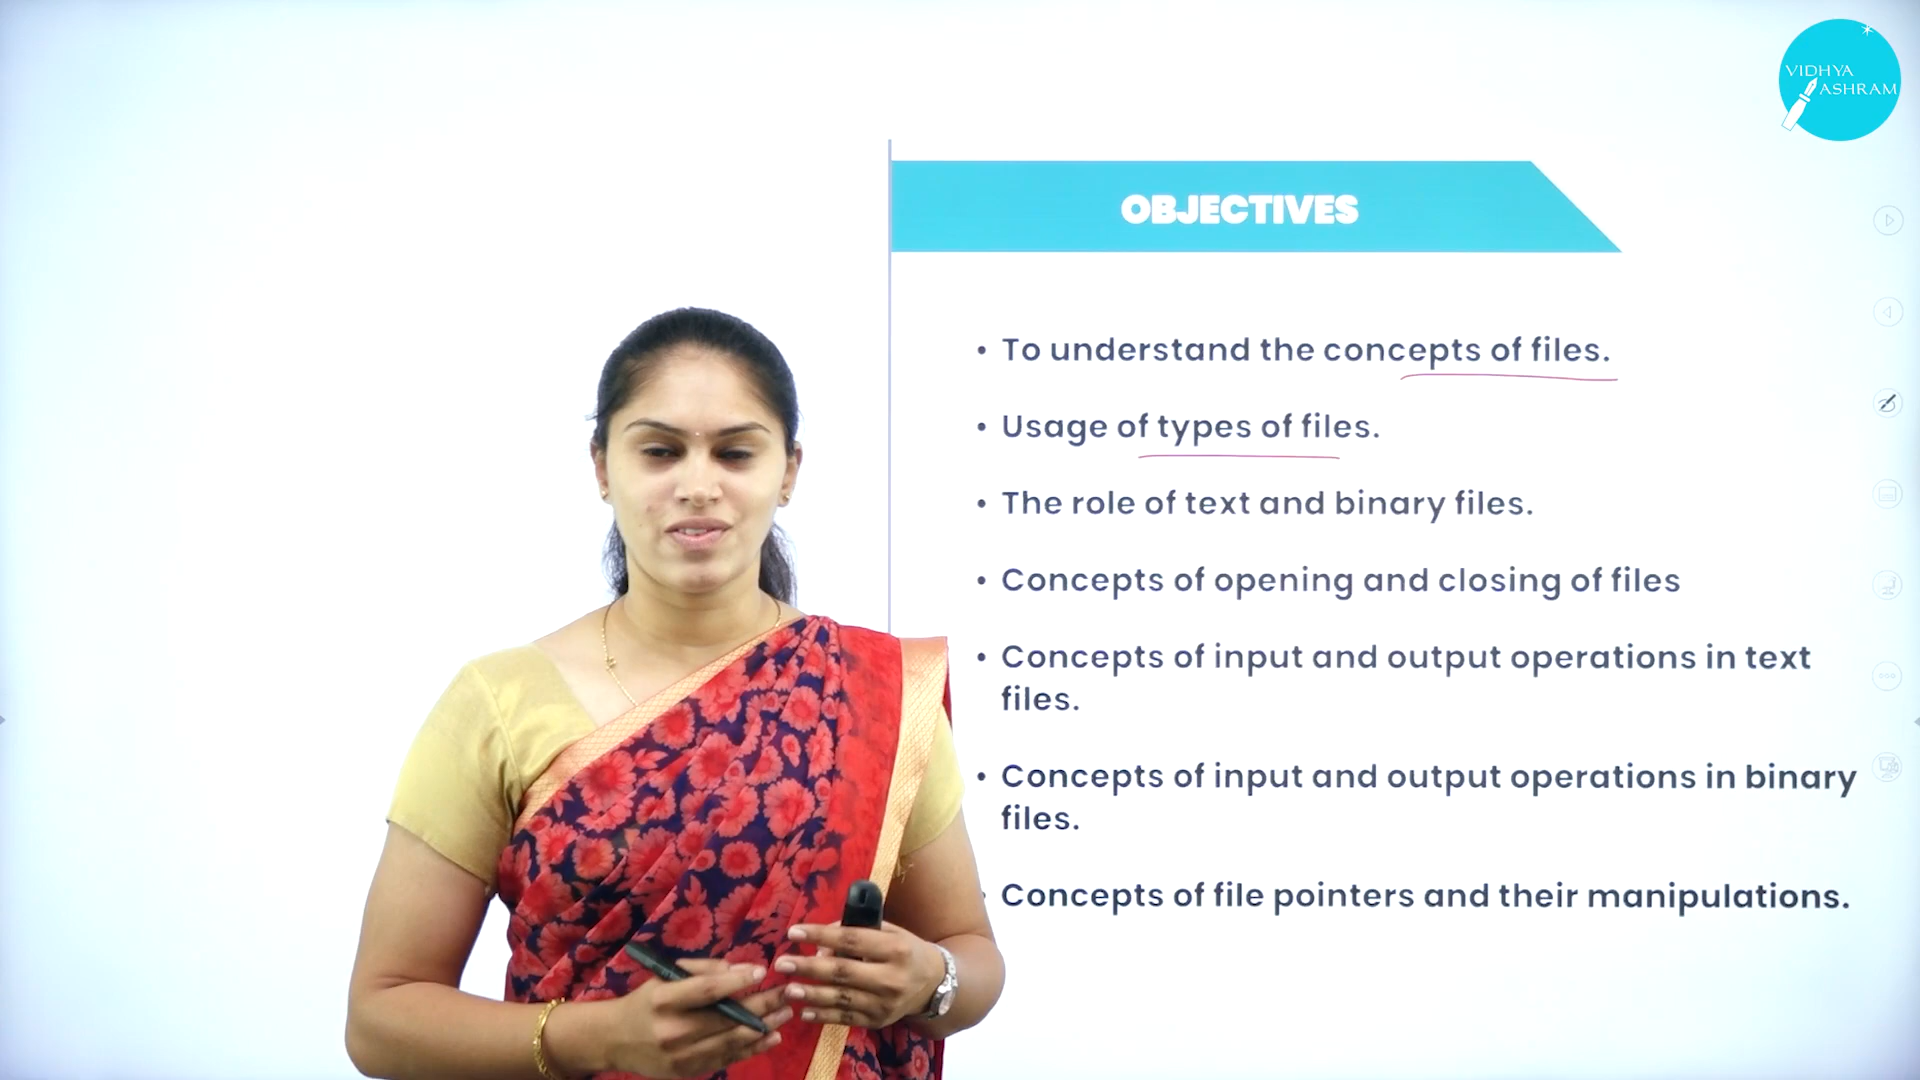 VIDHYA
ASHRAM
OBJECTIVES
• To understand the concepts of files.
• Usage of types of files.
• The role of text and binary files.
• Concepts of opening and closing of files
• Concepts of input and output operations in text
files.
• Concepts of input and output operations in binary
files.
• Concepts of file pointers and their manipulations.